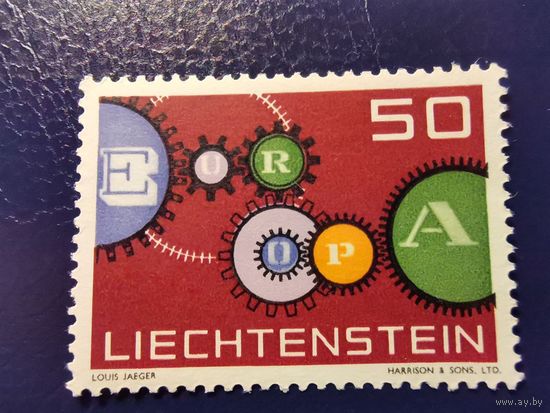 50
E U R O P A
LIECHTENSTEIN
LOUIS JAEGER HARRISON & SONS, LTD.
www.ay.by